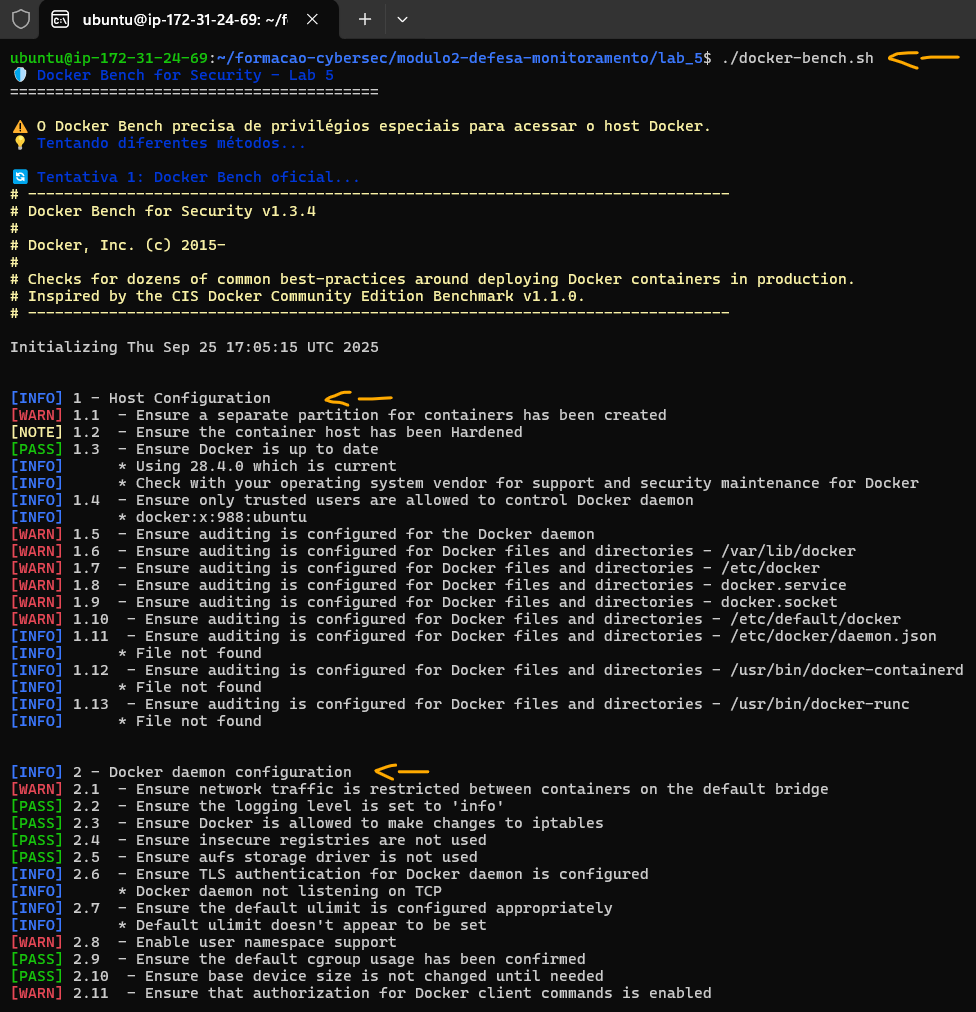 ubuntu@ip-172-31-24-69: ~/f
ubuntu@ip-172-31-24-69:~/formacao-cybersec/modulo2-defesa-monitoramento/lab_5$ ./docker-bench.sh
Docker Bench for Security - Lab 5
=========================================
O Docker Bench precisa de privilégios especiais para acessar o host Docker.
Tentando diferentes métodos...
Tentativa 1: Docker Bench oficial...
# ------------------------------------------------------------------------------
# Docker Bench for Security v1.3.4
#
# Docker, Inc. (c) 2015-
#
# Checks for dozens of common best-practices around deploying Docker containers in production.
# Inspired by the CIS Docker Community Edition Benchmark v1.1.0.
# ------------------------------------------------------------------------------
Initializing Thu Sep 25 17:05:15 UTC 2025
[INFO] 1 - Host Configuration
[WARN] 1.1  - Ensure a separate partition for containers has been created
[NOTE] 1.2  - Ensure the container host has been Hardened
[PASS] 1.3  - Ensure Docker is up to date
[INFO]      * Using 28.4.0 which is current
[INFO]      * Check with your operating system vendor for support and security maintenance for Docker
[INFO] 1.4  - Ensure only trusted users are allowed to control Docker daemon
[INFO]      * docker:x:988:ubuntu
[WARN] 1.5  - Ensure auditing is configured for the Docker daemon
[WARN] 1.6  - Ensure auditing is configured for Docker files and directories - /var/lib/docker
[WARN] 1.7  - Ensure auditing is configured for Docker files and directories - /etc/docker
[WARN] 1.8  - Ensure auditing is configured for Docker files and directories - docker.service
[WARN] 1.9  - Ensure auditing is configured for Docker files and directories - docker.socket
[WARN] 1.10  - Ensure auditing is configured for Docker files and directories - /etc/default/docker
[INFO] 1.11  - Ensure auditing is configured for Docker files and directories - /etc/docker/daemon.json
[INFO]      * File not found
[INFO] 1.12  - Ensure auditing is configured for Docker files and directories - /usr/bin/docker-containerd
[INFO]      * File not found
[INFO] 1.13  - Ensure auditing is configured for Docker files and directories - /usr/bin/docker-runc
[INFO]      * File not found
[INFO] 2 - Docker daemon configuration
[WARN] 2.1  - Ensure network traffic is restricted between containers on the default bridge
[PASS] 2.2  - Ensure the logging level is set to 'info'
[PASS] 2.3  - Ensure Docker is allowed to make changes to iptables
[PASS] 2.4  - Ensure insecure registries are not used
[PASS] 2.5  - Ensure aufs storage driver is not used
[INFO] 2.6  - Ensure TLS authentication for Docker daemon is configured
[INFO]      * Docker daemon not listening on TCP
[INFO] 2.7  - Ensure the default ulimit is configured appropriately
[INFO]      * Default ulimit doesn't appear to be set
[WARN] 2.8  - Enable user namespace support
[PASS] 2.9  - Ensure the default cgroup usage has been confirmed
[PASS] 2.10  - Ensure base device size is not changed until needed
[WARN] 2.11  - Ensure that authorization for Docker client commands is enabled